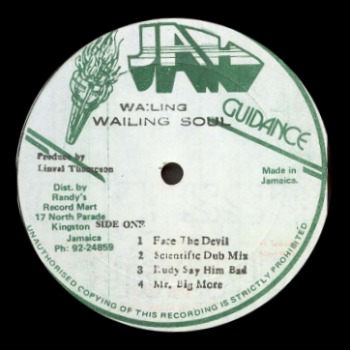 JAH
GUIDANCE
WAILING
WAILING SOUL
Produce by
Linval Thompson
Made in
Jamaica.
Dist. by
Randy's
Record Mart
17 North Parade
Kingston
Jamaica
Ph: 92-24859
SIDE ONE
1 Face The Devil
2 Scientific Dub Mix
3 Rudy Say Him Bad
4 Mr. Big More
UNAUTHORISED COPYING OF THIS RECORDING IS STRICTLY PROHIBITED